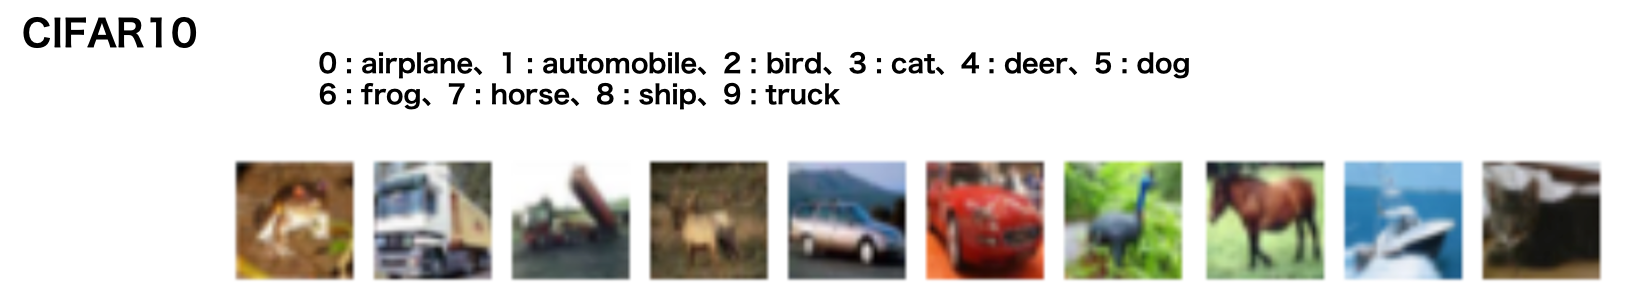 CIFAR10
0 : airplane、1 : automobile、2 : bird、3 : cat、4 : deer、5 : dog
6 : frog、7 : horse、8 : ship、9 : truck